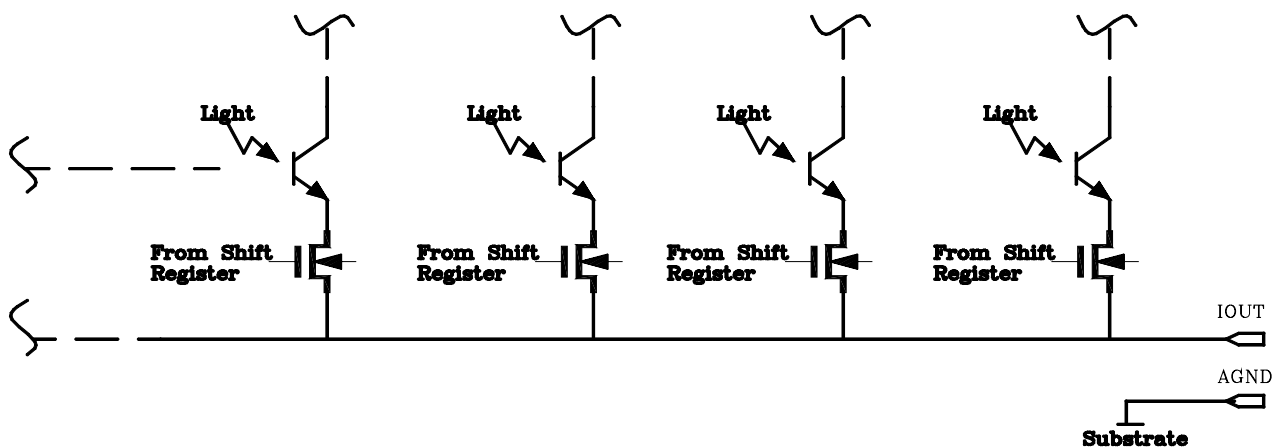 Light
Light
Light
Light
From Shift
Register
From Shift
Register
From Shift
Register
From Shift
Register
IOUT
AGND
Substrate